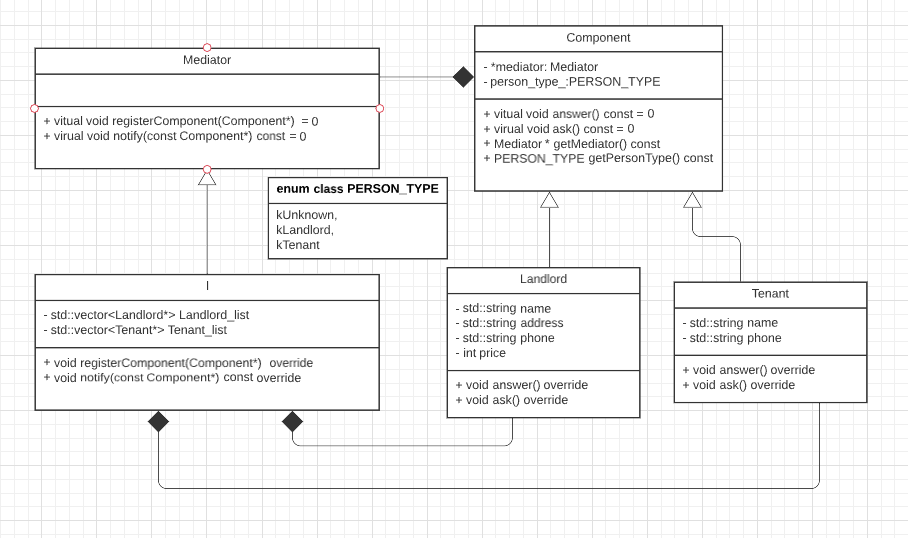 Mediator
+ vitual void registerComponent(Component*) = 0
+ virual void notify(const Component*) const = 0
Component
- *mediator: Mediator
- person_type_:PERSON_TYPE
+ vitual void answer() const = 0
+ virual void ask() const = 0
+ Mediator * getMediator() const
+ PERSON_TYPE getPersonType() const
enum class PERSON_TYPE
kUnknown,
kLandlord,
kTenant
I
- std::vector<Landlord*> Landlord_list
- std::vector<Tenant*> Tenant_list
+ void registerComponent(Component*) override
+ void notify(const Component*) const override
Landlord
- std::string name
- std::string address
- std::string phone
- int price
+ void answer() override
+ void ask() override
Tenant
- std::string name
- std::string phone
+ void answer() override
+ void ask() override